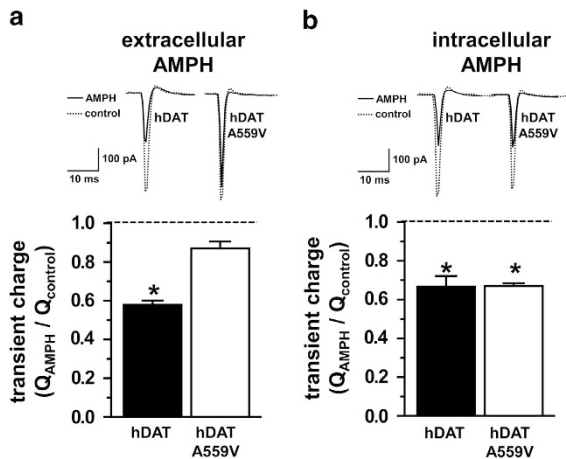 a
extracellular
AMPH
AMPH
control
hDAT
hDAT
A559V
100 pA
10 ms
transient charge
(QAMPH / Qcontrol)
1.0
0.8
0.6
0.4
0.2
0.0
*
hDAT
hDAT
A559V
b
intracellular
AMPH
AMPH
control
hDAT
hDAT
A559V
100 pA
10 ms
transient charge
(QAMPH / Qcontrol)
1.0
0.8
0.6
0.4
0.2
0.0
*
*
hDAT
hDAT
A559V